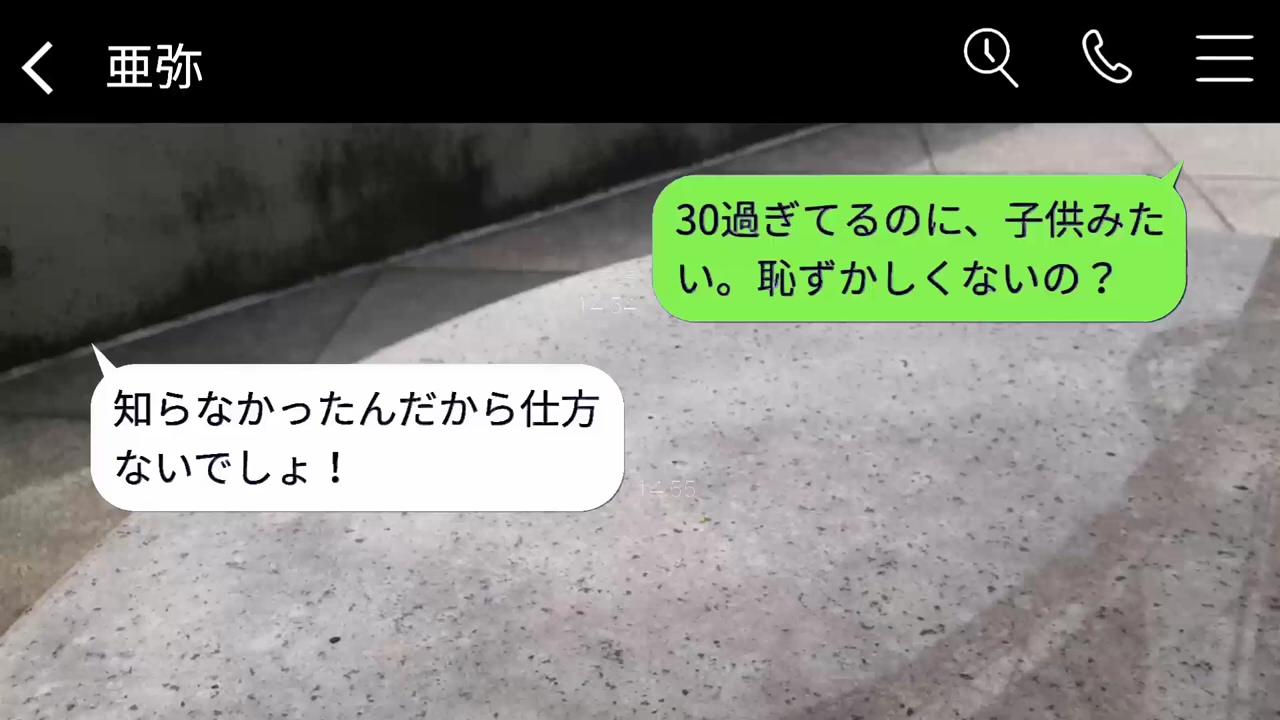 亜弥
30過ぎてるのに、子供みた
い。恥ずかしくないの？
知らなかったんだから仕方
ないでしょ！